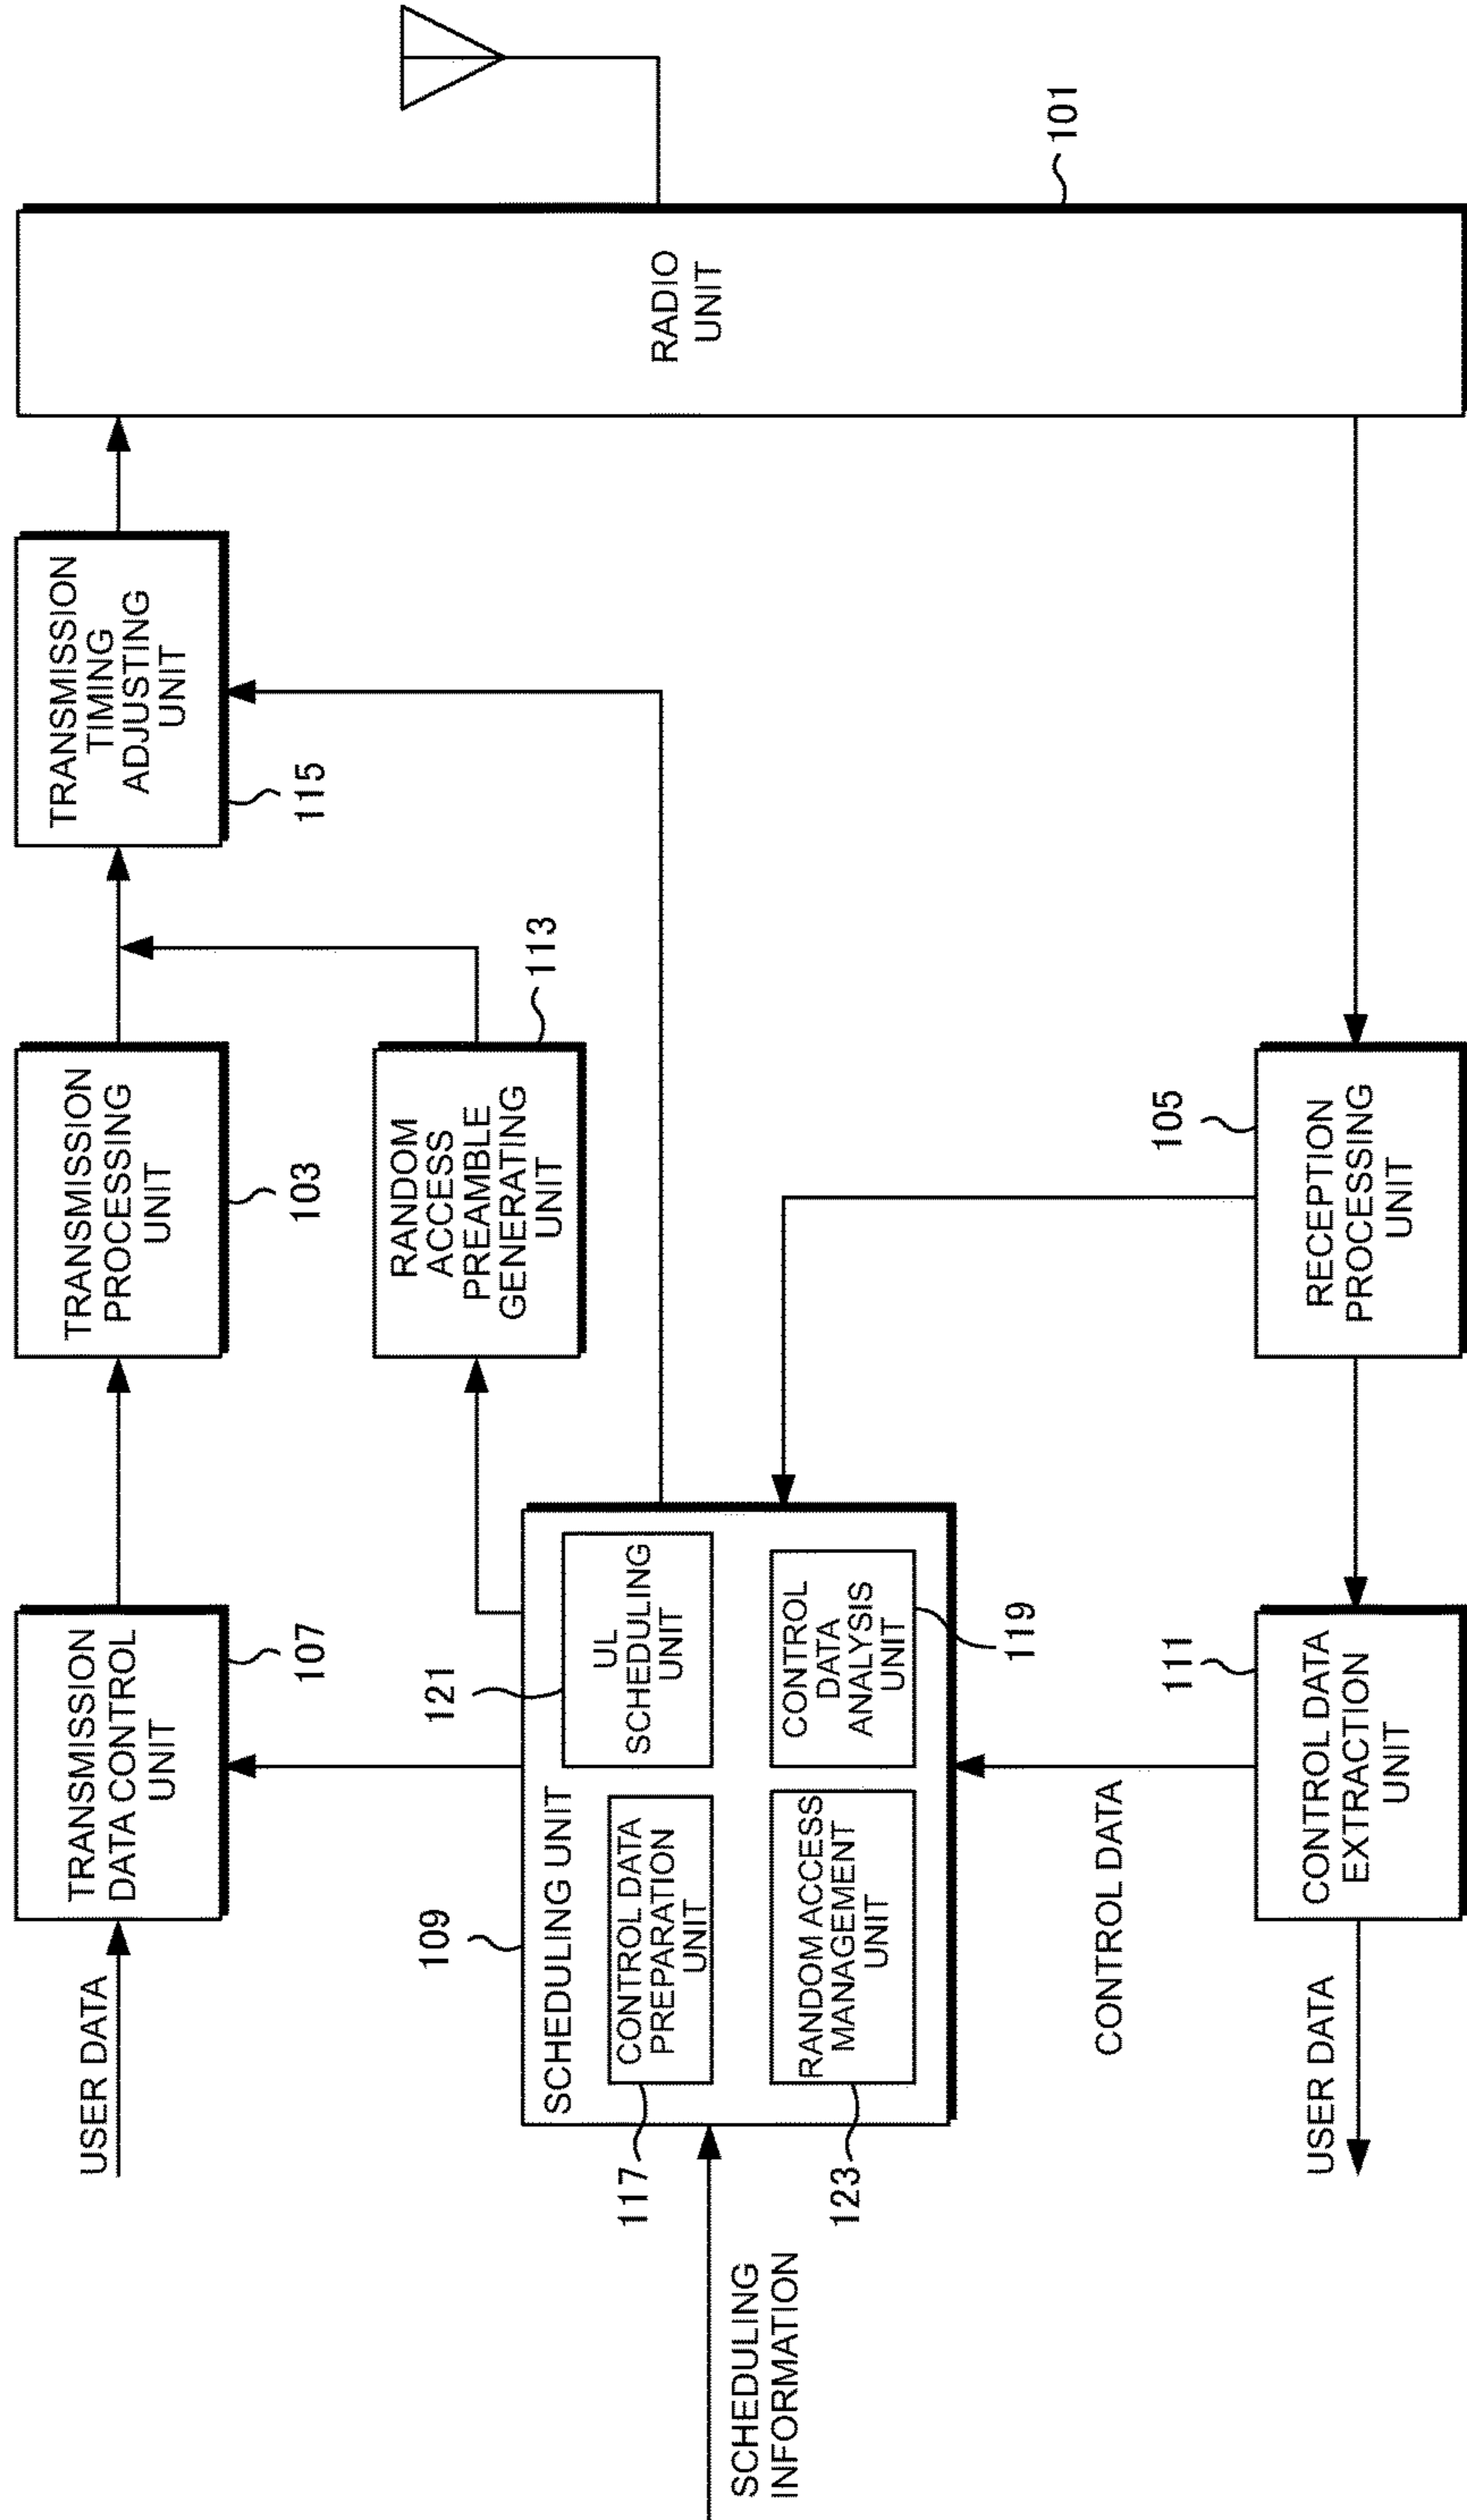 USER DATA
TRANSMISSION
DATA CONTROL
UNIT
107
TRANSMISSION
PROCESSING
UNIT
103
TRANSMISSION
TIMING
ADJUSTING
UNIT
115
RANDOM
ACCESS
PREAMBLE
GENERATING
UNIT
113
RADIO
UNIT
101
SCHEDULING
INFORMATION
109
SCHEDULING UNIT
CONTROL DATA
PREPARATION
UNIT
117
121
UL
SCHEDULING
UNIT
RANDOM ACCESS
MANAGEMENT
UNIT
123
CONTROL
DATA
ANALYSIS
UNIT
119
CONTROL DATA
USER DATA
111
CONTROL DATA
EXTRACTION
UNIT
105
RECEPTION
PROCESSING
UNIT